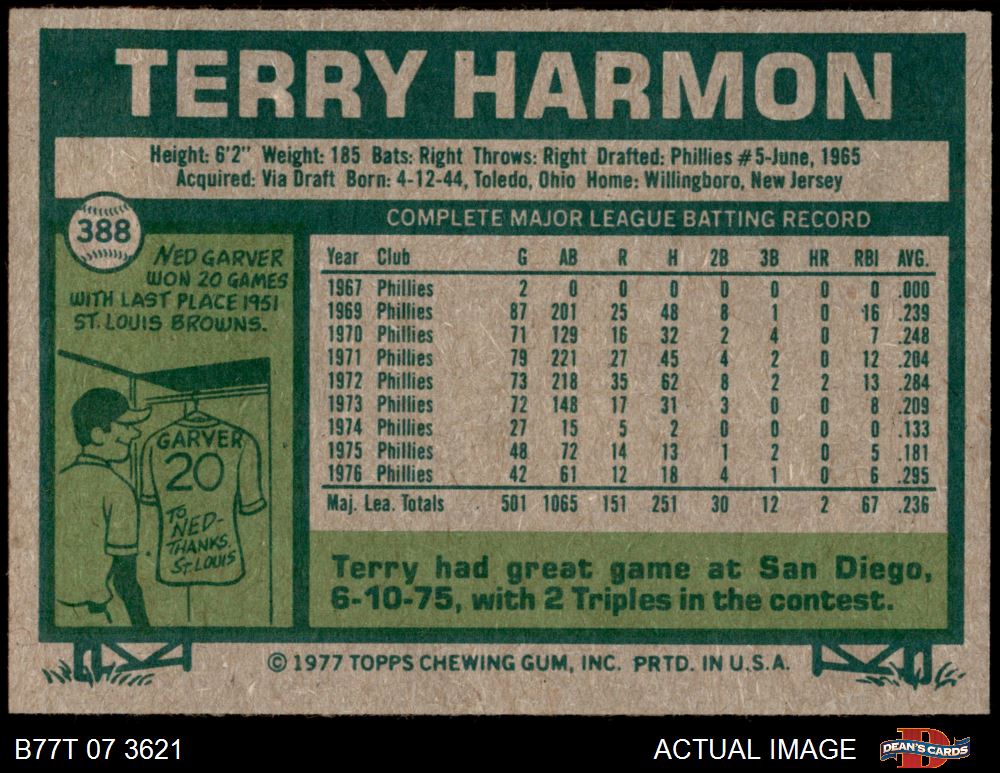 TERRY HARMON
Height: 6'2" Weight: 185 Bats: Right Throws: Right Drafted: Phillies #5-June, 1965
Acquired: Via Draft Born: 4-12-44, Toledo, Ohio Home: Willingboro, New Jersey
388
NED GARVER
WON 20 GAMES
WITH LAST PLACE 1951
ST. LOUIS BROWNS.
GARVER
20
TO
NED-
THANKS.
ST. LOUIS
COMPLETE MAJOR LEAGUE BATTING RECORD
Year Club G AB R H 2B 3B HR RBI AVG.
1967 Phillies 2 0 0 0 0 0 0 0 .000
1969 Phillies 87 201 25 48 8 1 0 16 .239
1970 Phillies 71 129 16 32 2 4 0 7 .248
1971 Phillies 79 221 27 45 4 2 0 12 .204
1972 Phillies 73 218 35 62 8 2 2 13 .284
1973 Phillies 72 148 17 31 3 0 0 8 .209
1974 Phillies 27 15 5 2 0 0 0 0 .133
1975 Phillies 48 72 14 13 1 2 0 5 .181
1976 Phillies 42 61 12 18 4 1 0 6 .295
Maj. Lea. Totals 501 1065 151 251 30 12 2 67 .236
Terry had great game at San Diego,
6-10-75, with 2 Triples in the contest.
© 1977 TOPPS CHEWING GUM, INC. PRTD. IN U.S.A.
B77T 07 3621
ACTUAL IMAGE
DEAN'S CARDS